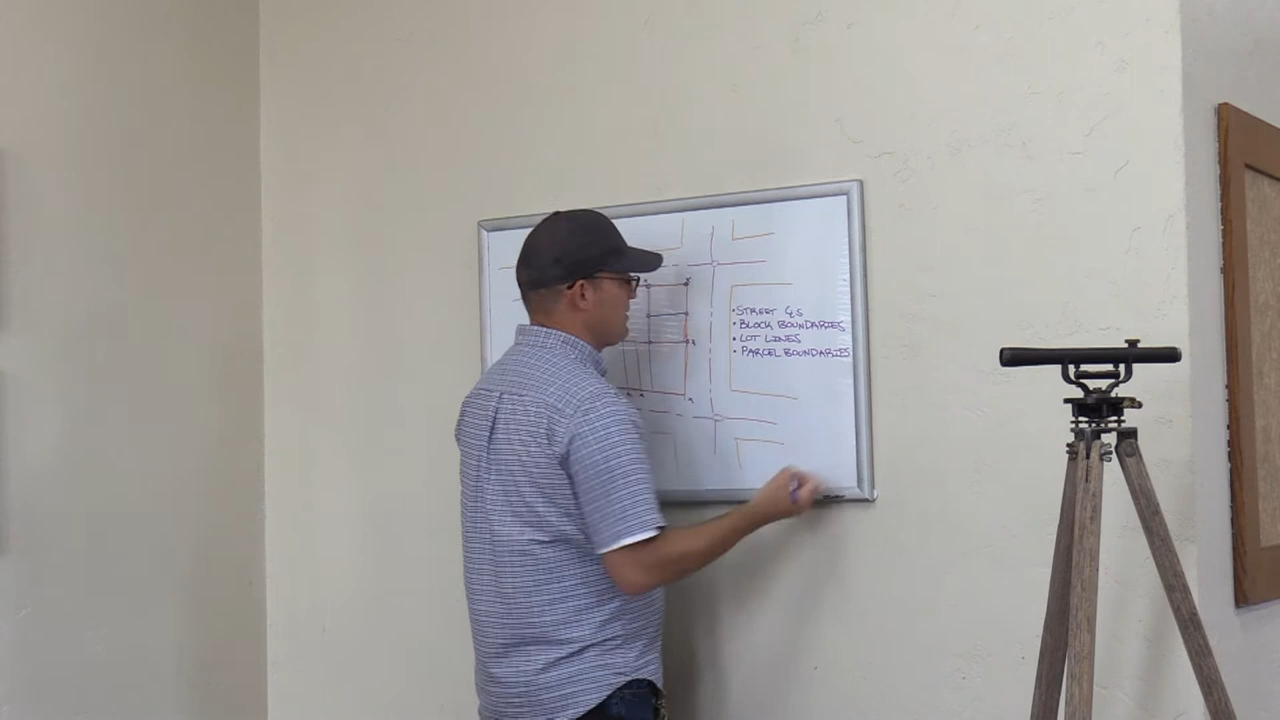 • STREET ℄s
• BLOCK BOUNDARIES
• LOT LINES
• PARCEL BOUNDARIES